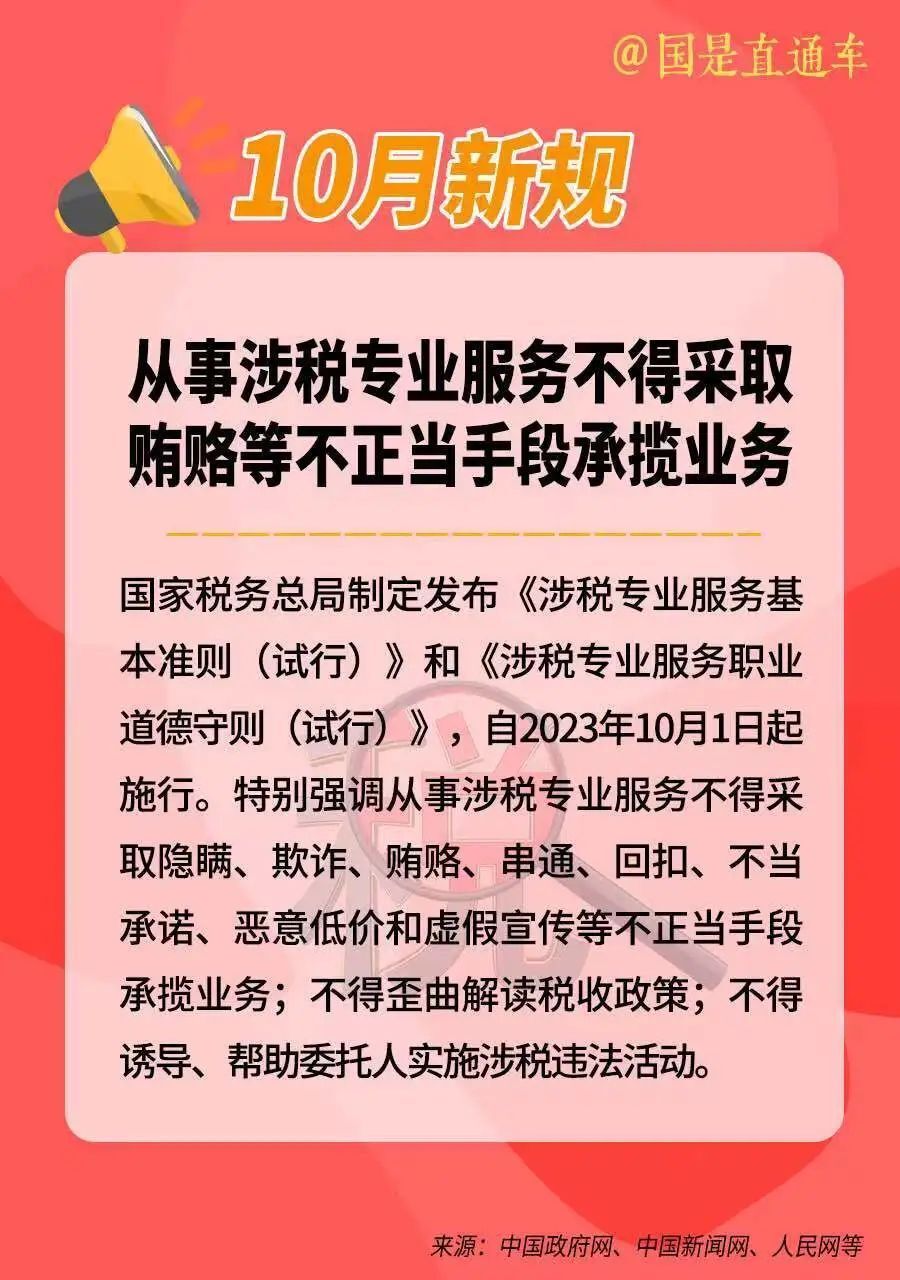 @国是直通车
10月新规
从事涉税专业服务不得采取
贿赂等不正当手段承揽业务
国家税务总局制定发布《涉税专业服务基
本准则（试行）》和《涉税专业服务职业
道德守则（试行）》，自2023年10月1日起
施行。特别强调从事涉税专业服务不得采
取隐瞒、欺诈、贿赂、串通、回扣、不当
承诺、恶意低价和虚假宣传等不正当手段
承揽业务；不得歪曲解读税收政策；不得
诱导、帮助委托人实施涉税违法活动。
税
来源：中国政府网、中国新闻网、人民网等